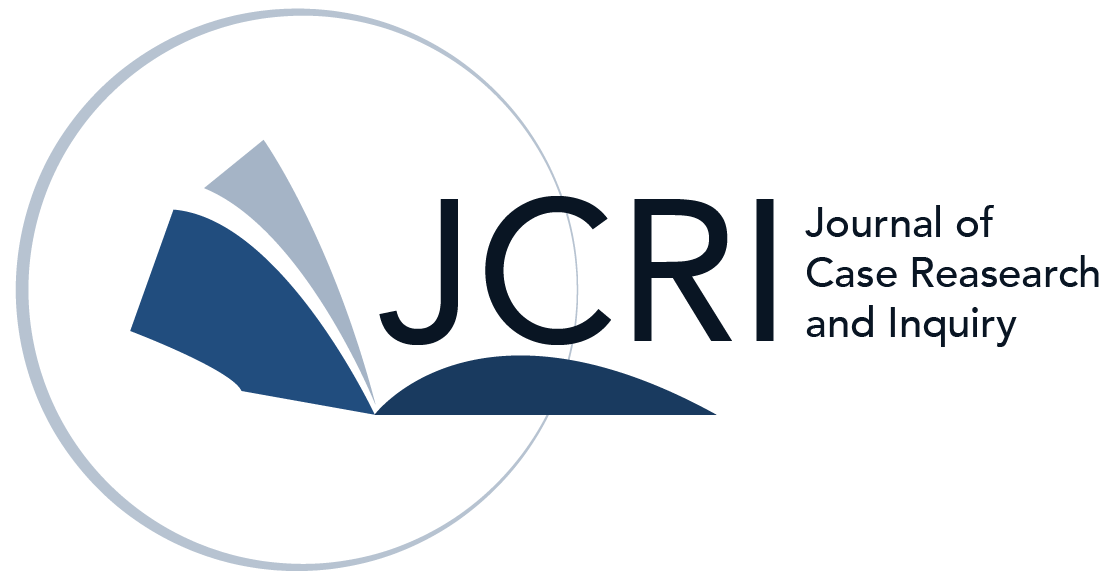 JCRI
Journal of
Case Reasearch
and Inquiry